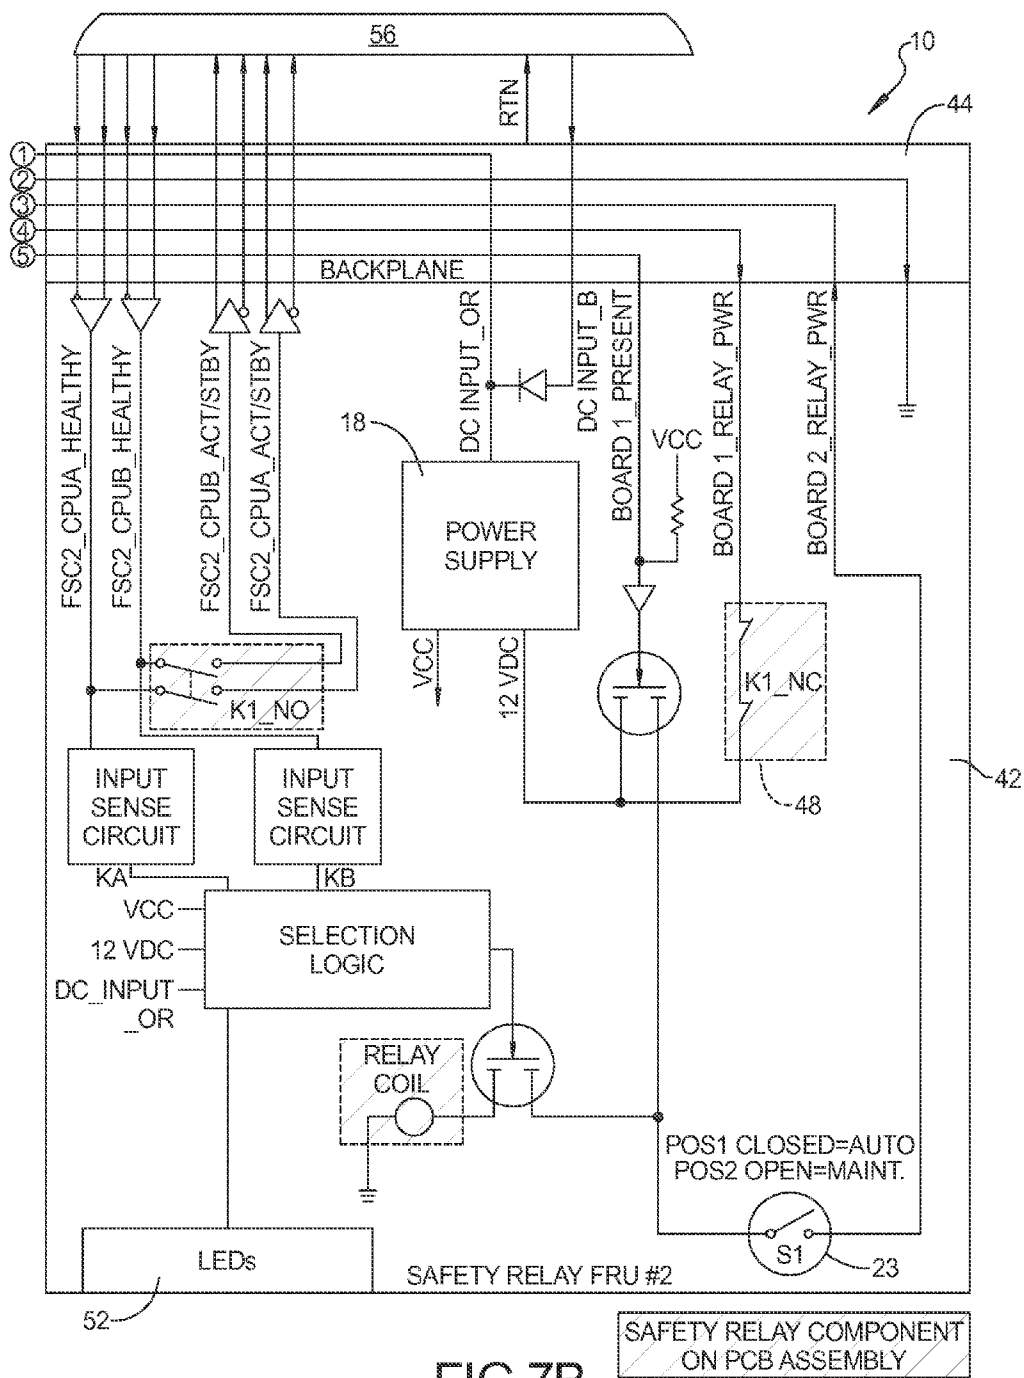 56
10
44
RTN
1
2
3
4
5
BACKPLANE
FSC2_CPUA_HEALTHY
FSC2_CPUB_HEALTHY
FSC2_CPUB_ACT/STBY
FSC2_CPUA_ACT/STBY
DC INPUT_OR
DC INPUT_B
BOARD 1_PRESENT
BOARD 1_RELAY_PWR
BOARD 2_RELAY_PWR
18
VCC
POWER
SUPPLY
VCC
12 VDC
K1_NC
K1_NO
48
42
INPUT
SENSE
CIRCUIT
INPUT
SENSE
CIRCUIT
KA
KB
VCC
12 VDC
DC_INPUT
_OR
SELECTION
LOGIC
RELAY
COIL
POS1 CLOSED=AUTO
POS2 OPEN=MAINT.
S1
23
LEDs
52
SAFETY RELAY FRU #2
SAFETY RELAY COMPONENT
ON PCB ASSEMBLY
FIG.7B